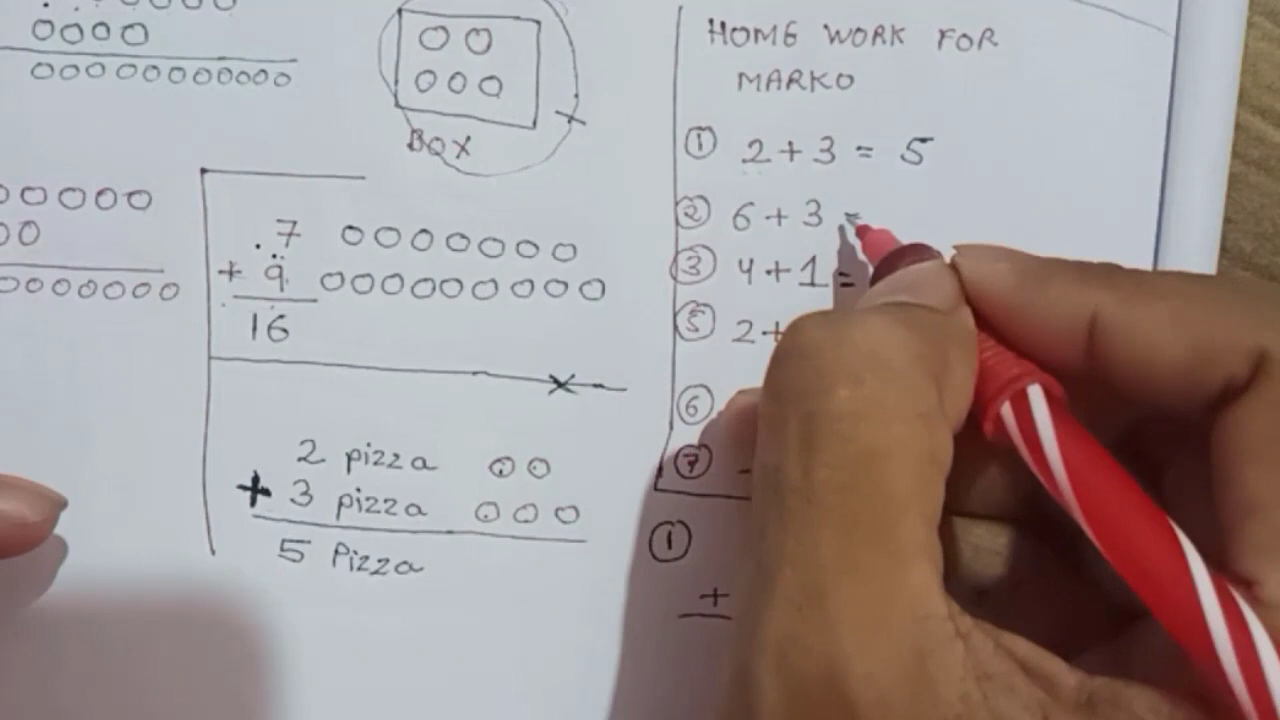 BOX
7
+ 9
16
2 pizza
+ 3 pizza
5 Pizza
HOME WORK FOR
MARKO
① 2 + 3 = 5
② 6 + 3 =
③ 4 + 1 =
⑤ 2 +
⑥
⑦
①
+